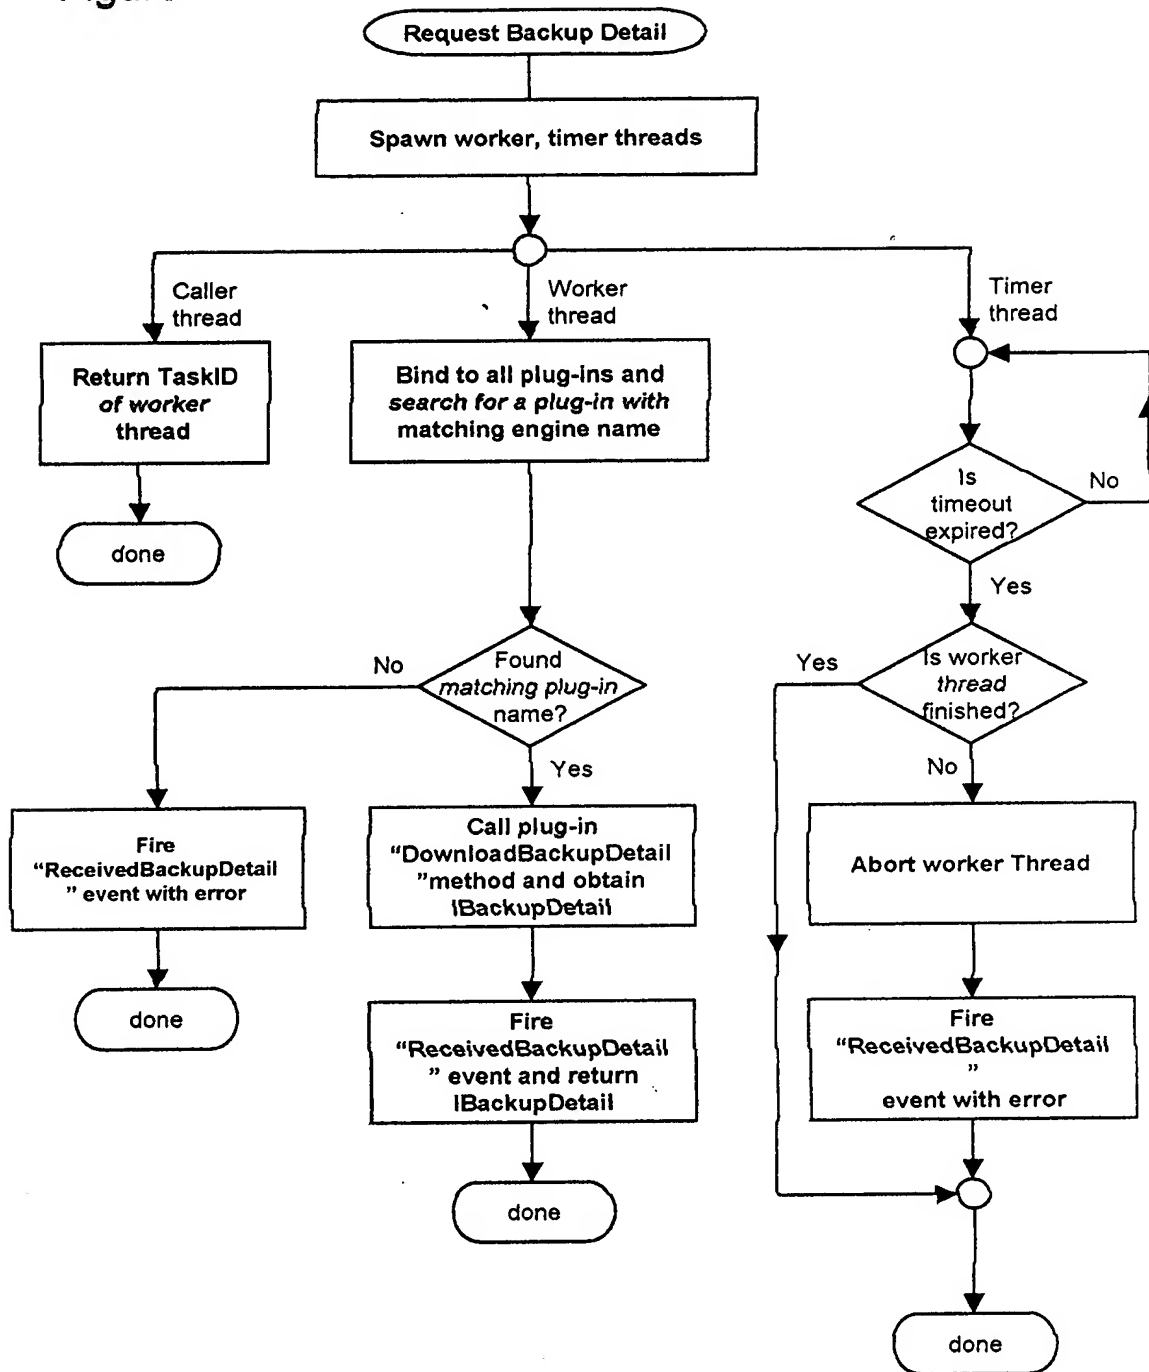 Request Backup Detail
Spawn worker, timer threads
Caller
thread
Worker
thread
Timer
thread
Return TaskID
of worker
thread
done
Bind to all plug-ins and
search for a plug-in with
matching engine name
Is
timeout
expired?
No
Yes
Found
matching plug-in
name?
No
Yes
Is worker
thread
finished?
Yes
No
Fire
“ReceivedBackupDetail
” event with error
done
Call plug-in
“DownloadBackupDetail
”method and obtain
IBackupDetail
Fire
“ReceivedBackupDetail
” event and return
IBackupDetail
done
Abort worker Thread
Fire
“ReceivedBackupDetail
”
event with error
done